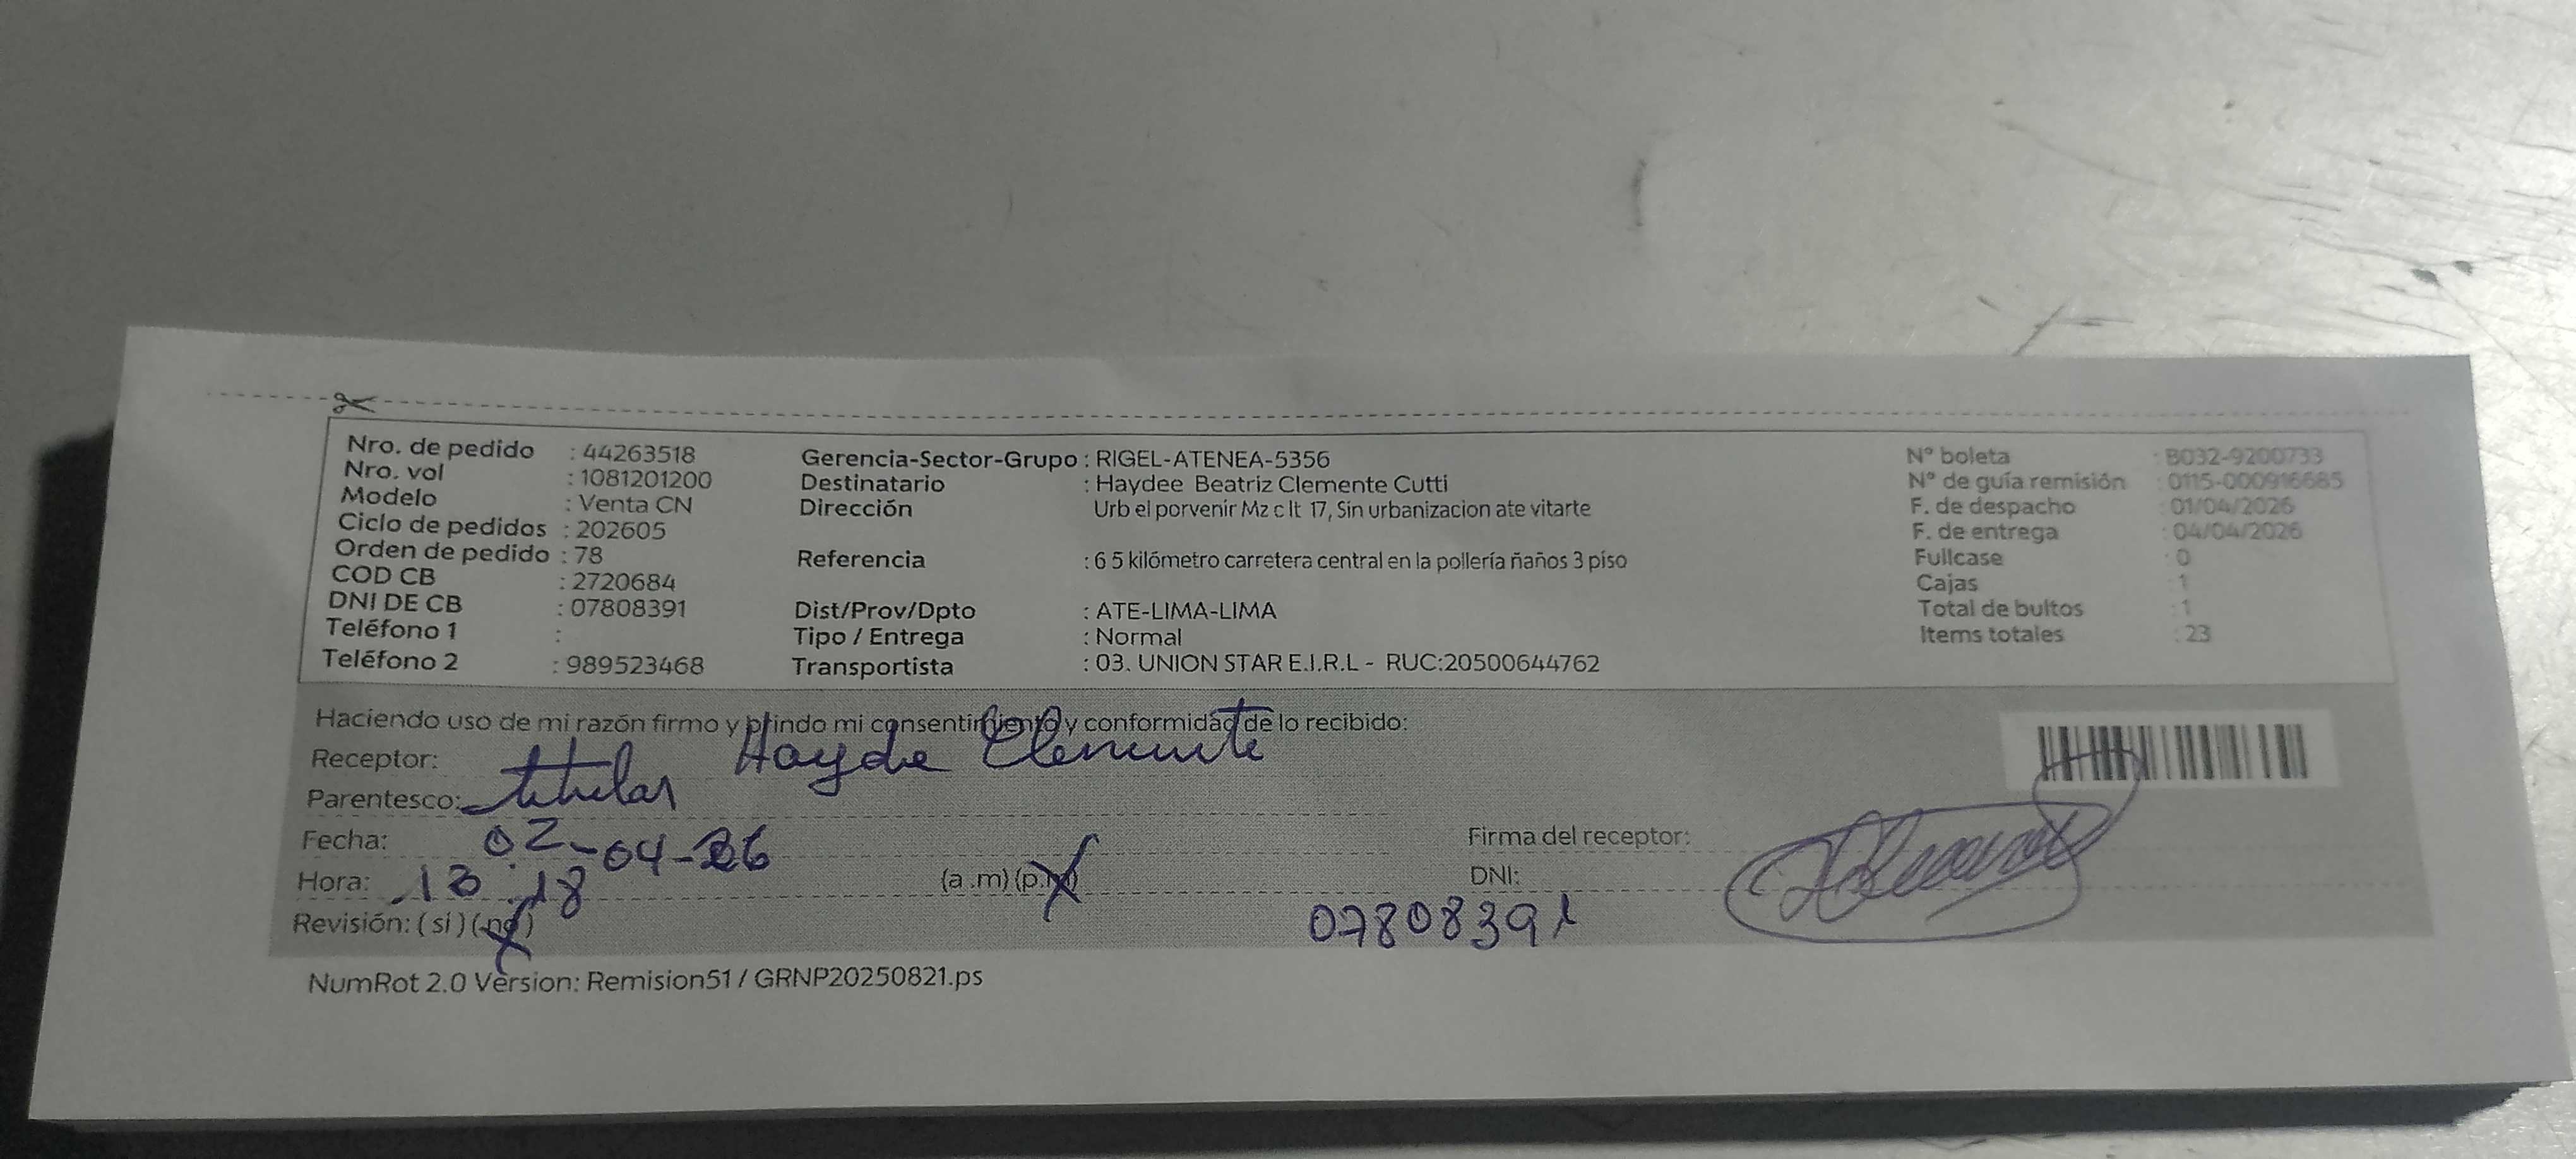 Nro. de pedido : 44263518
Nro. vol : 1081201200
Modelo : Venta CN
Ciclo de pedidos : 202605
Orden de pedido : 78
COD CB : 2720684
DNI DE CB : 07808391
Teléfono 1 :
Teléfono 2 : 989523468
Gerencia-Sector-Grupo : RIGEL-ATENEA-5356
Destinatario : Haydee Beatriz Clemente Cutti
Dirección Urb el porvenir Mz c lt 17, Sin urbanizacion ate vitarte
Referencia : 6 5 kilómetro carretera central en la pollería ñaños 3 piso
Dist/Prov/Dpto : ATE-LIMA-LIMA
Tipo / Entrega : Normal
Transportista : 03. UNION STAR E.I.R.L - RUC:20500644762
N° boleta : B032-9200733
N° de guía remisión : 0115-000916685
F. de despacho : 01/04/2026
F. de entrega : 04/04/2026
Fullcase : 0
Cajas : 1
Total de bultos : 1
Items totales : 23
Haciendo uso de mi razón firmo y brindo mi consentimiento y conformidad de lo recibido:
Receptor: Hayde Clemente
Parentesco: titular
Fecha: 02-04-26
Hora: 13:18 (a .m) (p.m)
Revisión: ( sí ) ( no )
Firma del receptor:
DNI: 07808391
NumRot 2.0 Version: Remision51 / GRNP20250821.ps